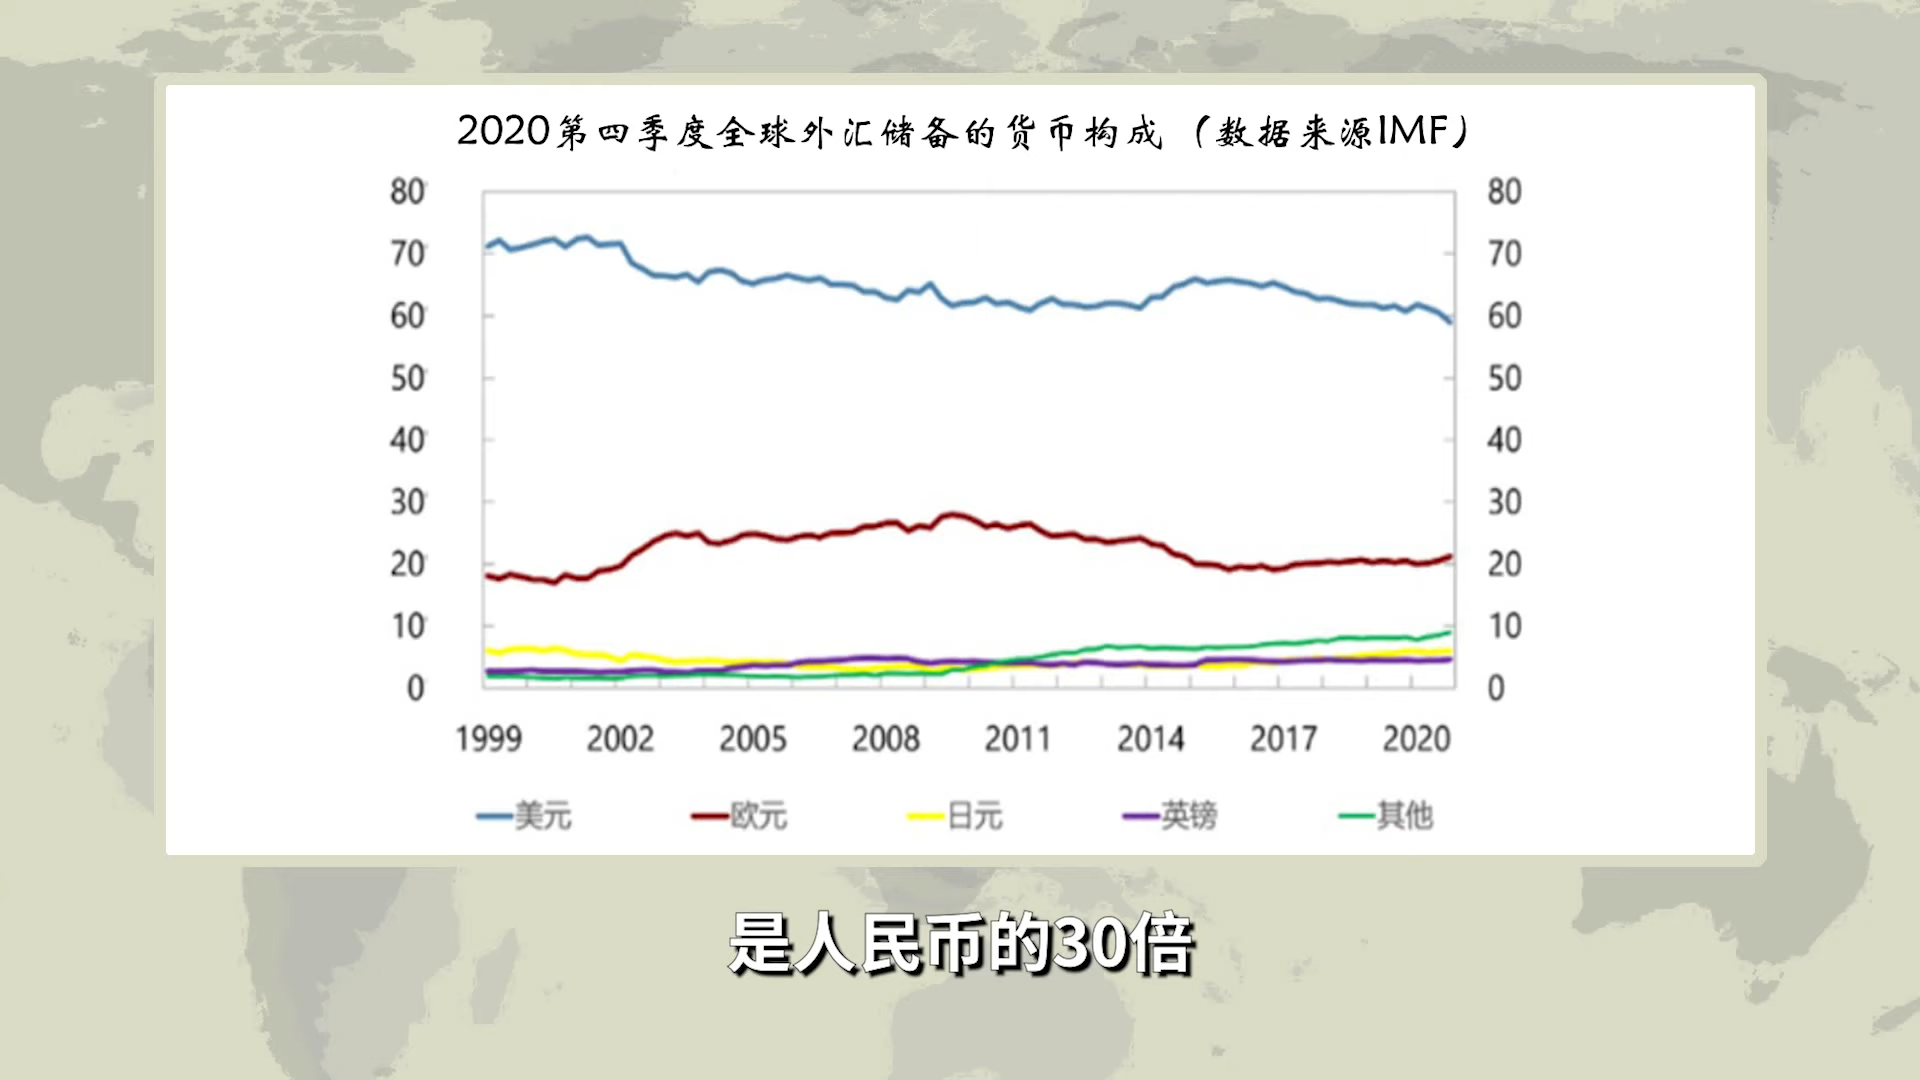 2020第四季度全球外汇储备的货币构成（数据来源IMF）
80 80
70 70
60 60
50 50
40 40
30 30
20 20
10 10
0 0
1999 2002 2005 2008 2011 2014 2017 2020
美元 欧元 日元 英镑 其他
是人民币的30倍